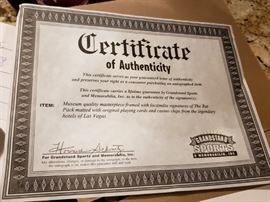 Certificate
of Authenticity
This certificate serves as your guaranteed letter of authenticity
and preserves your right as a consumer purchasing an autographed item
This certificate carries a lifetime guarantee by Grandstand Sports
and Memorabilia, Inc. as to the authenticity of the signature(s).
ITEM:
Museum quality masterpiece framed with facsimile signatures of The Rat
Pack matted with original playing cards and casino chips from the legendary
hotels of Las Vegas
For Grandstand Sports and Memorabilia, Inc.
GRANDSTAND
SPORTS
& MEMORABILIA, INC.